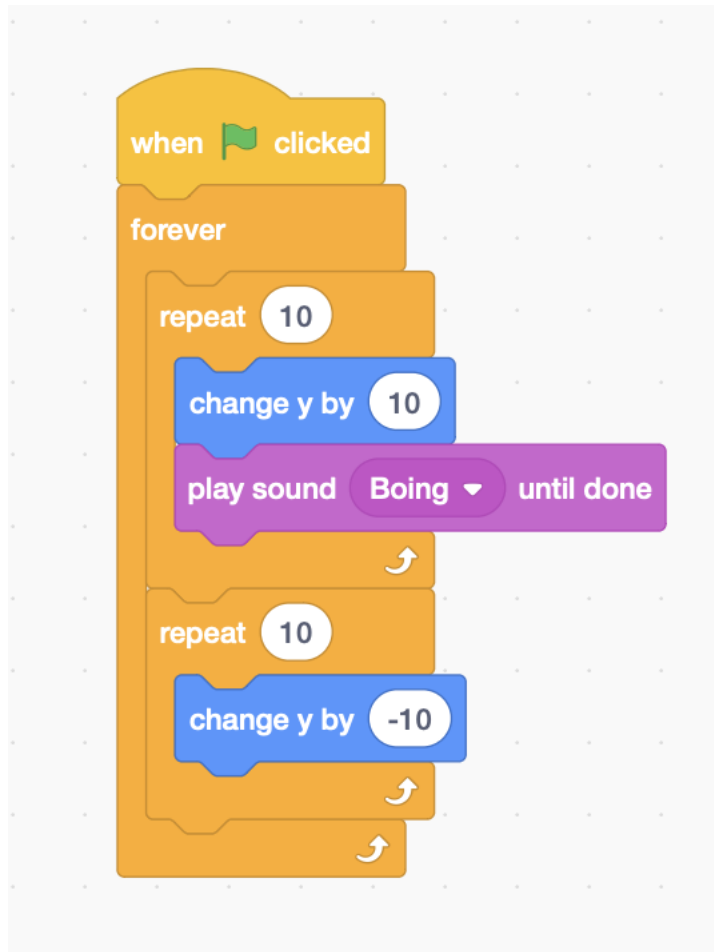 when clicked
forever
repeat 10
change y by 10
play sound Boing until done
repeat 10
change y by -10